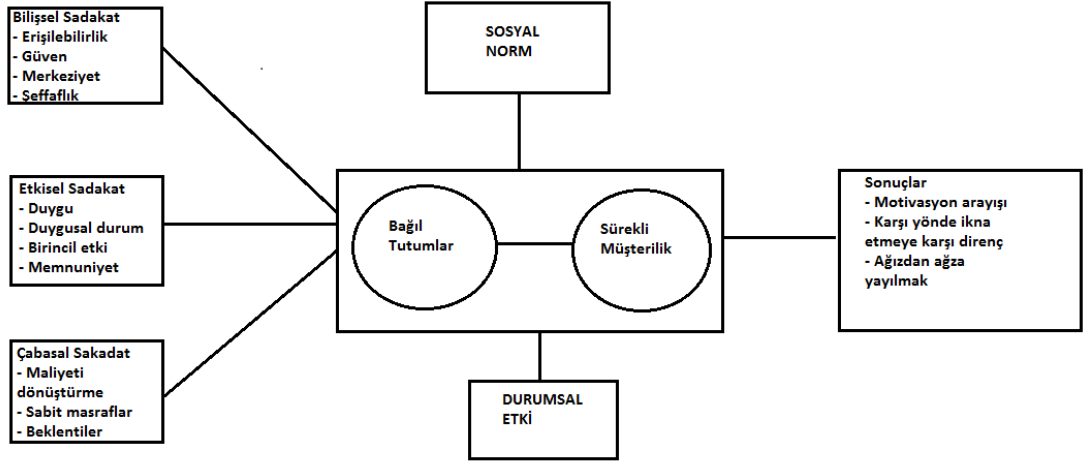 Bilişsel Sadakat
- Erişilebilirlik
- Güven
- Merkeziyet
- Şeffaflık
SOSYAL
NORM
Etkisel Sadakat
- Duygu
- Duygusal durum
- Birincil etki
- Memnuniyet
Bağıl
Tutumlar
Sürekli
Müşterilik
Sonuçlar
- Motivasyon arayışı
- Karşı yönde ikna
etmeye karşı direnç
- Ağızdan ağza
yayılmak
Çabasal Sakadat
- Maliyeti
dönüştürme
- Sabit masraflar
- Beklentiler
DURUMSAL
ETKİ